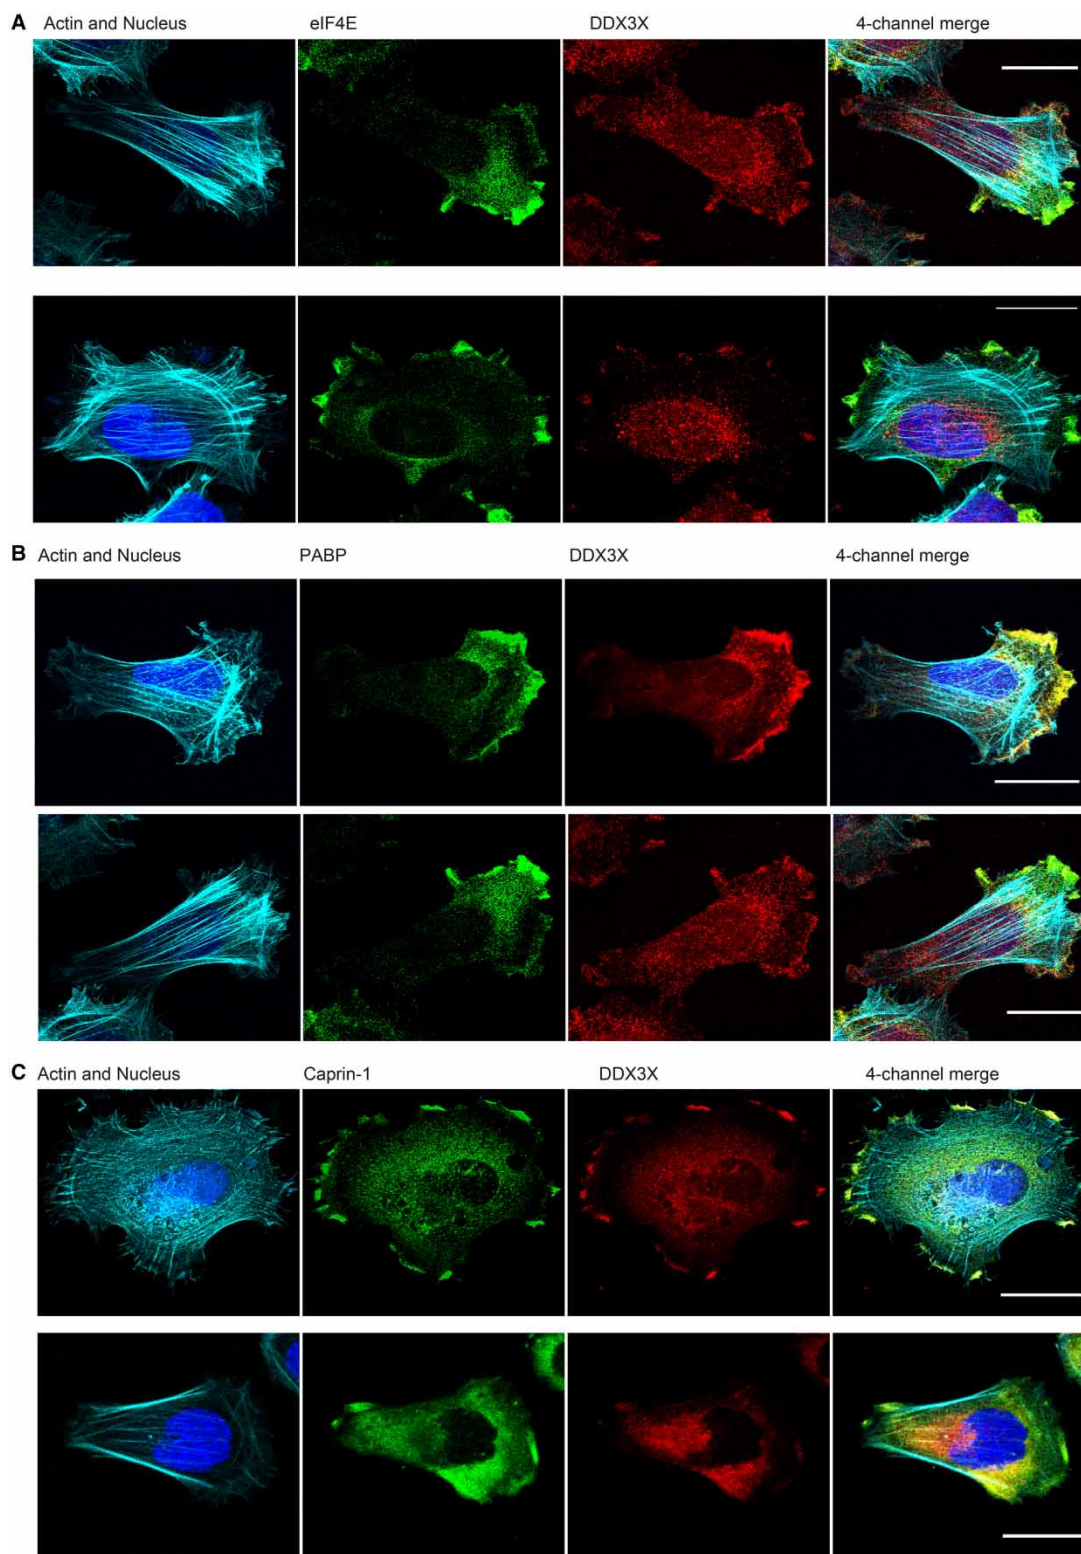 A Actin and Nucleus eIF4E DDX3X 4-channel merge
B Actin and Nucleus PABP DDX3X 4-channel merge
C Actin and Nucleus Caprin-1 DDX3X 4-channel merge